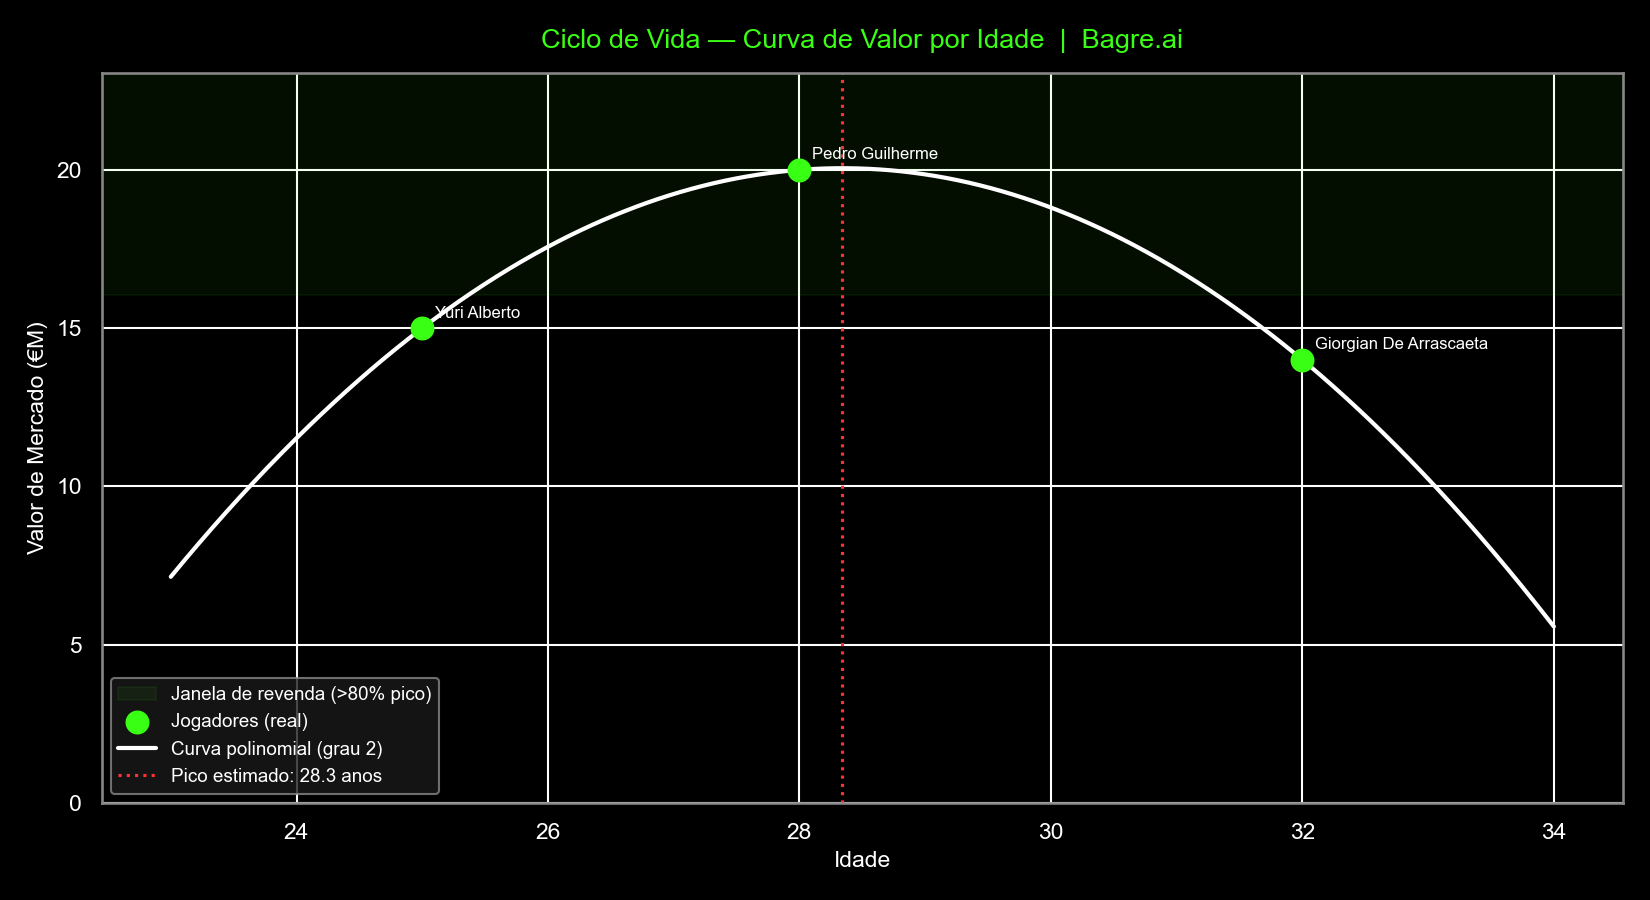 Ciclo de Vida — Curva de Valor por Idade | Bagre.ai
Valor de Mercado (€M)
20
15
10
5
0
Pedro Guilherme
Yuri Alberto
Giorgian De Arrascaeta
Janela de revenda (>80% pico)
Jogadores (real)
Curva polinomial (grau 2)
Pico estimado: 28.3 anos
24 26 28 30 32 34
Idade